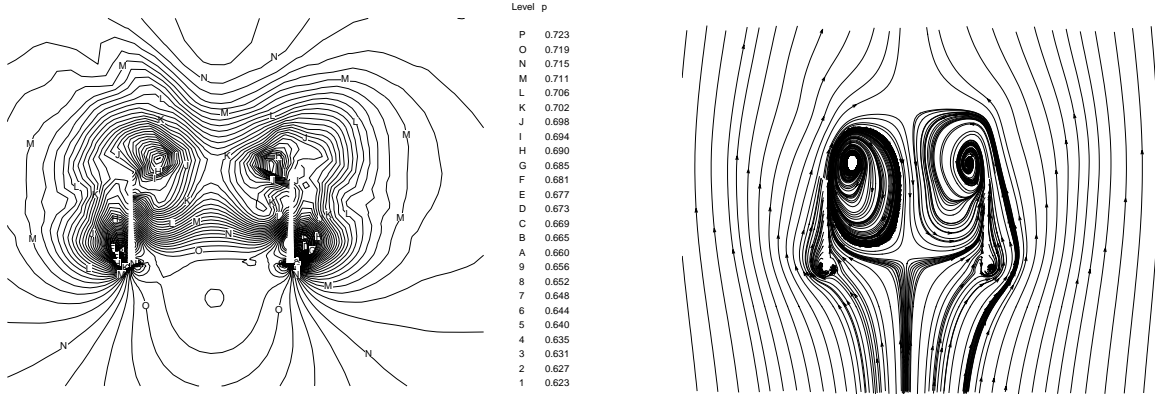 Level p
P 0.723
O 0.719
N 0.715
M 0.711
L 0.706
K 0.702
J 0.698
I 0.694
H 0.690
G 0.685
F 0.681
E 0.677
D 0.673
C 0.669
B 0.665
A 0.660
9 0.656
8 0.652
7 0.648
6 0.644
5 0.640
4 0.635
3 0.631
2 0.627
1 0.623
N
N
M
M
L
L
K
M
J
L
M
M
J
K
L
K
K
K
L
H
L
M
L
M
N
M
O
M
O
O
N
N